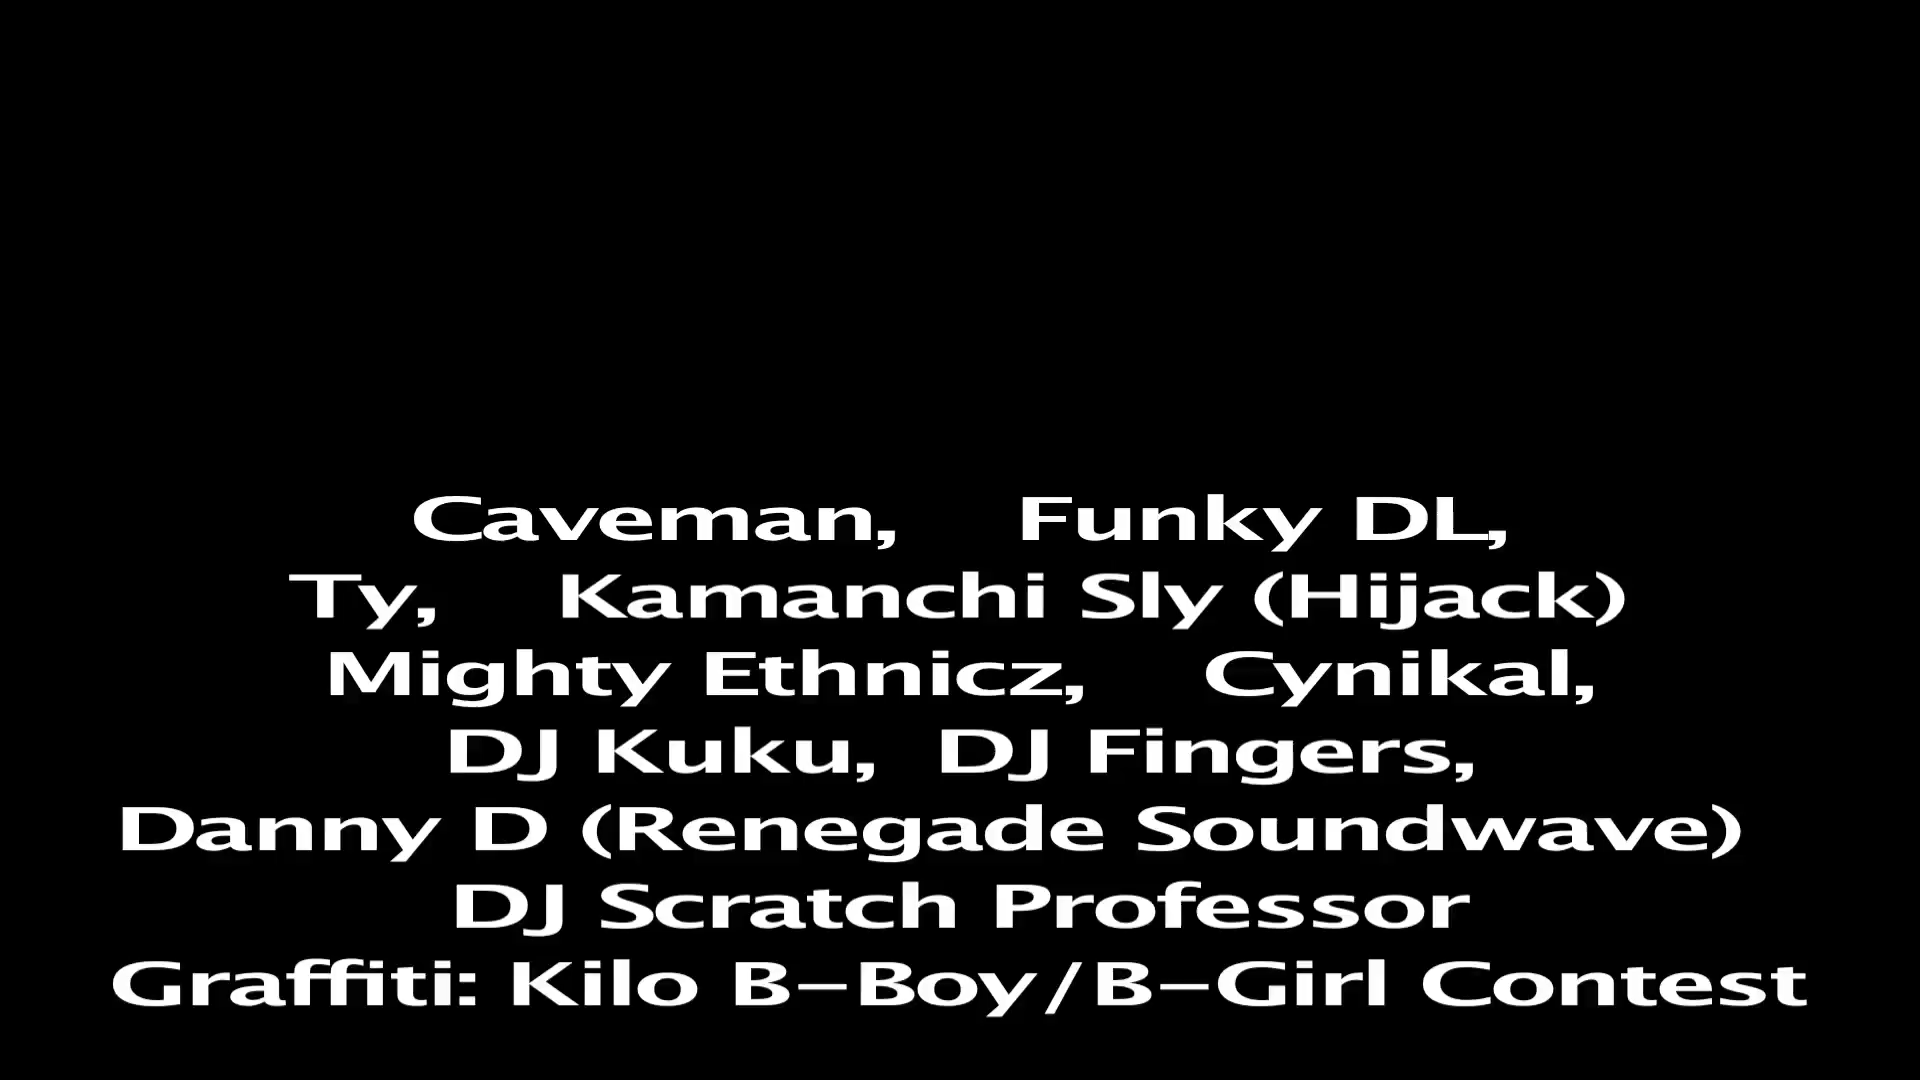 Caveman, Funky DL,
Ty, Kamanchi Sly (Hijack)
Mighty Ethnicz, Cynikal,
DJ Kuku, DJ Fingers,
Danny D (Renegade Soundwave)
DJ Scratch Professor
Graffiti: Kilo B-Boy/B-Girl Contest